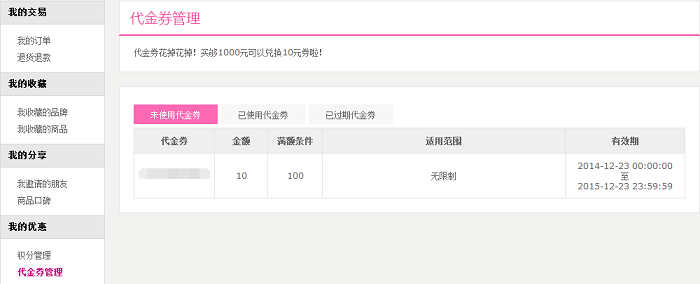 我的交易
我的订单
退货退款
我的收藏
我收藏的品牌
我收藏的商品
我的分享
我邀请的朋友
商品口碑
我的优惠
积分管理
代金券管理
代金券管理
代金券花掉花掉！买够1000元可以兑换10元券啦！
未使用代金券 已使用代金券 已过期代金券
代金券 金额 满额条件 适用范围 有效期
10 100 无限制 2014-12-23 00:00:00
至
2015-12-23 23:59:59